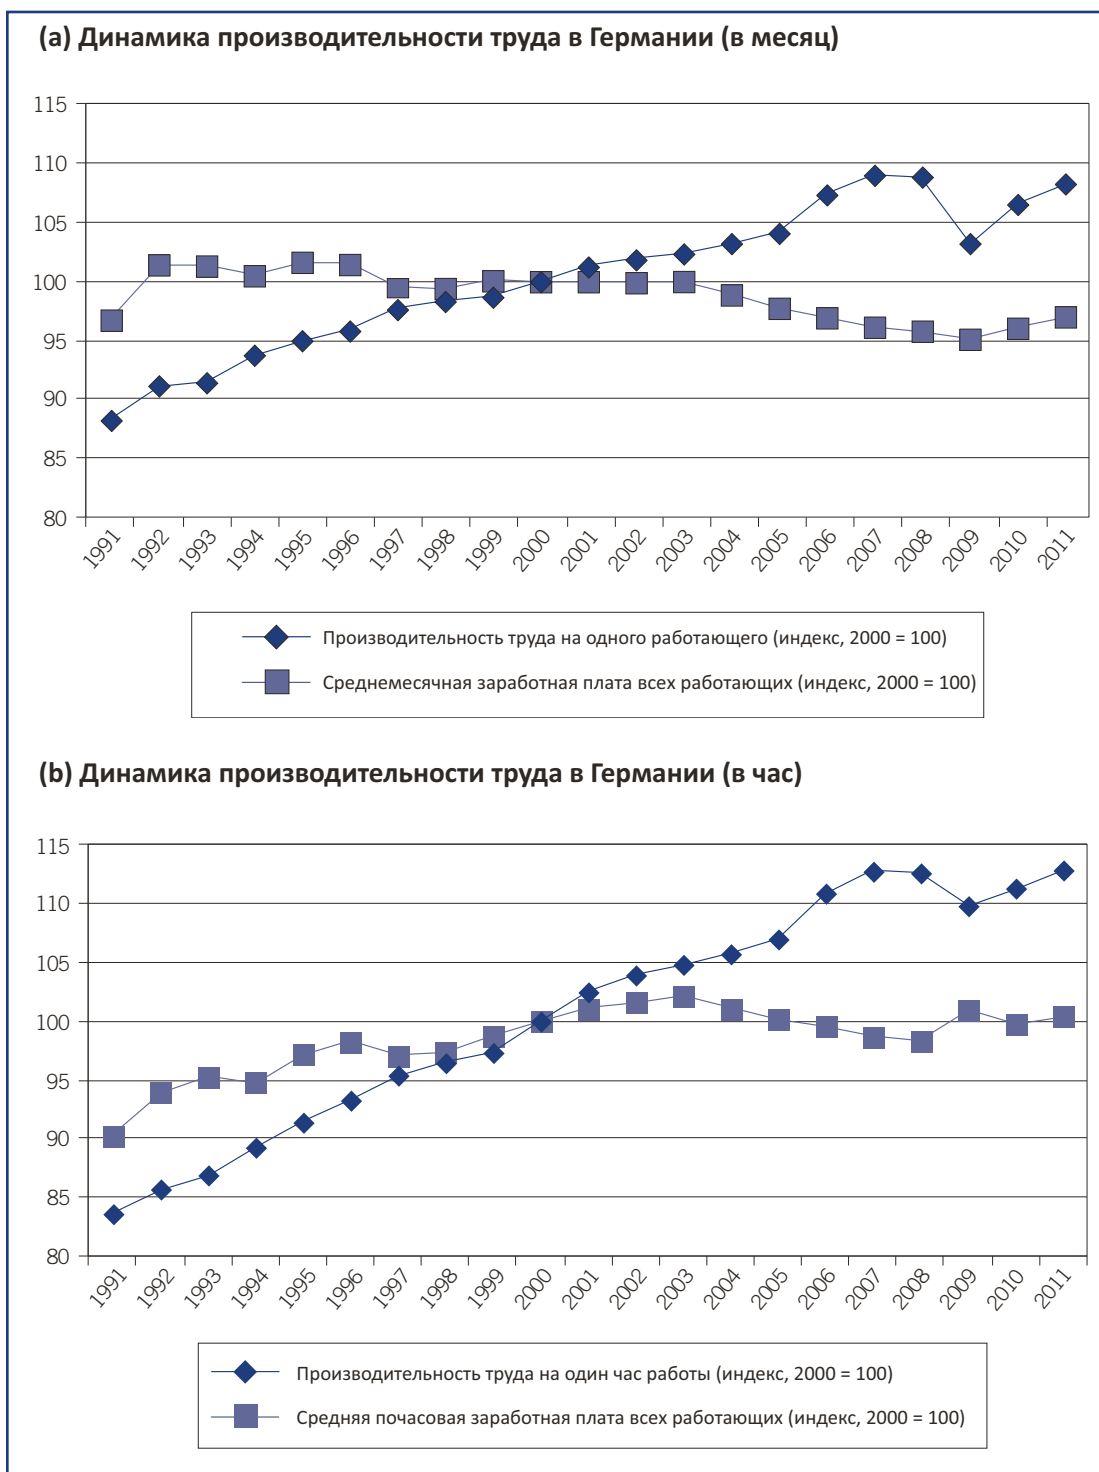 (a) Динамика производительности труда в Германии (в месяц)
115
110
105
100
95
90
85
80
1991 1992 1993 1994 1995 1996 1997 1998 1999 2000 2001 2002 2003 2004 2005 2006 2007 2008 2009 2010 2011
Производительность труда на одного работающего (индекс, 2000 = 100)
Среднемесячная заработная плата всех работающих (индекс, 2000 = 100)
(b) Динамика производительности труда в Германии (в час)
115
110
105
100
95
90
85
80
1991 1992 1993 1994 1995 1996 1997 1998 1999 2000 2001 2002 2003 2004 2005 2006 2007 2008 2009 2010 2011
Производительность труда на один час работы (индекс, 2000 = 100)
Средняя почасовая заработная плата всех работающих (индекс, 2000 = 100)